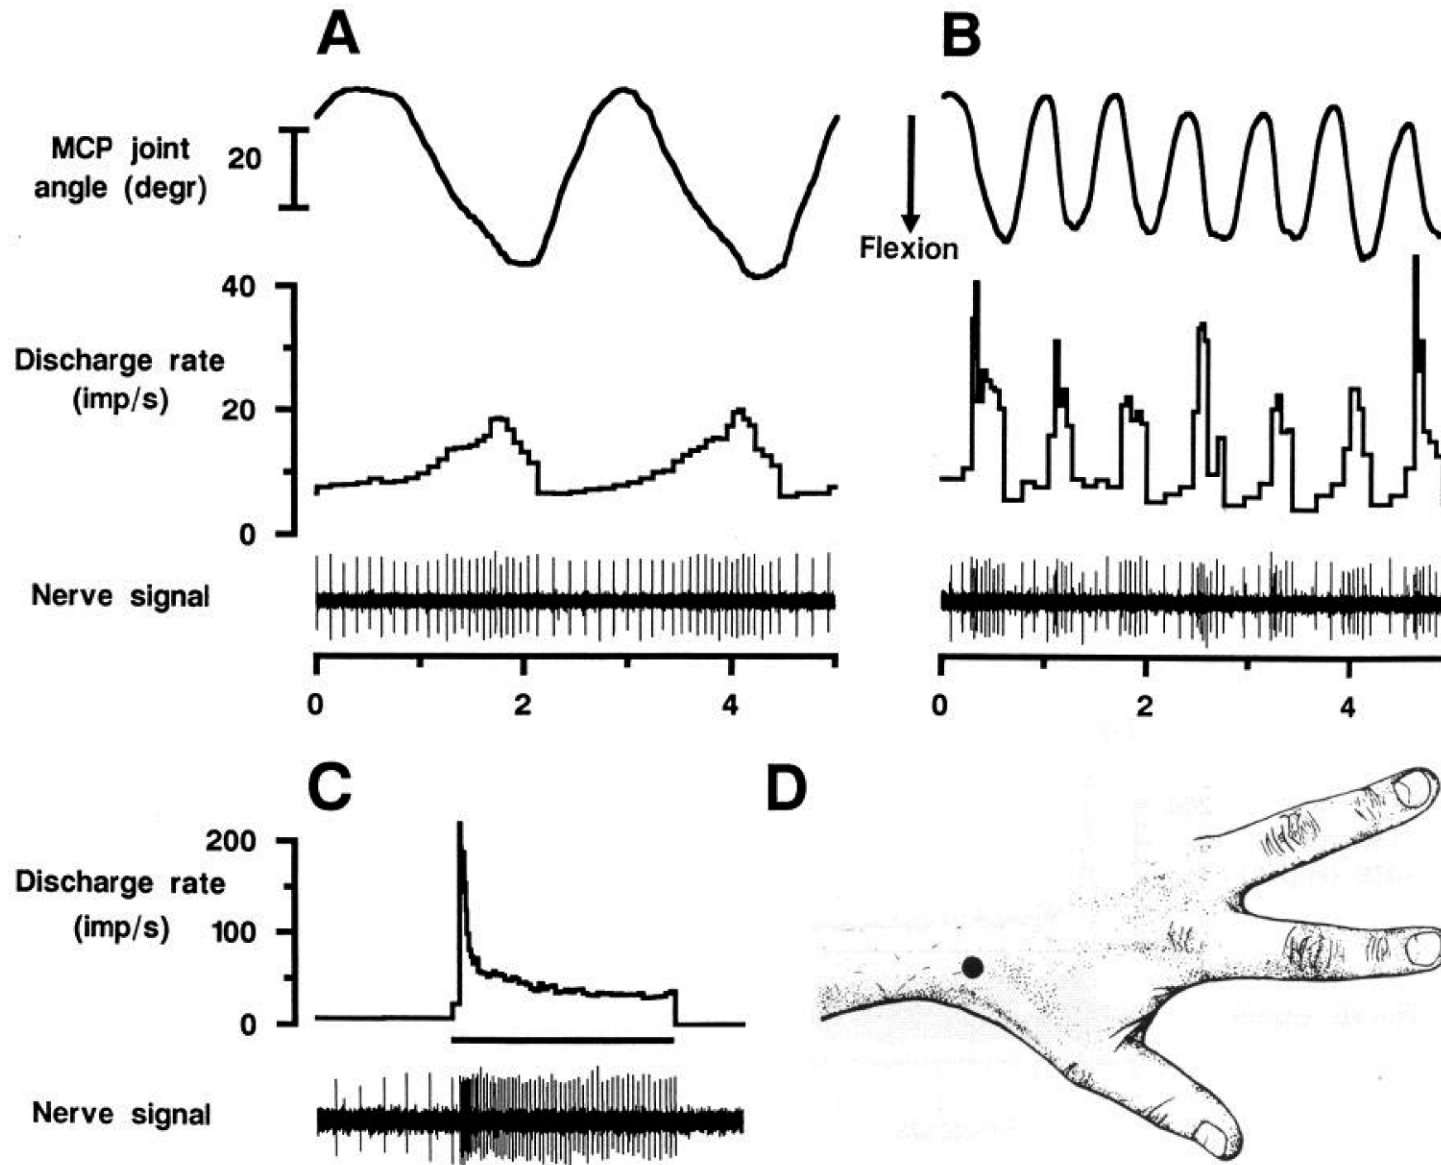 A
B
MCP joint
angle (degr)
20
Flexion
40
Discharge rate
(imp/s)
20
0
Nerve signal
0 2 4
0 2 4
C
D
200
Discharge rate
(imp/s)
100
0
Nerve signal